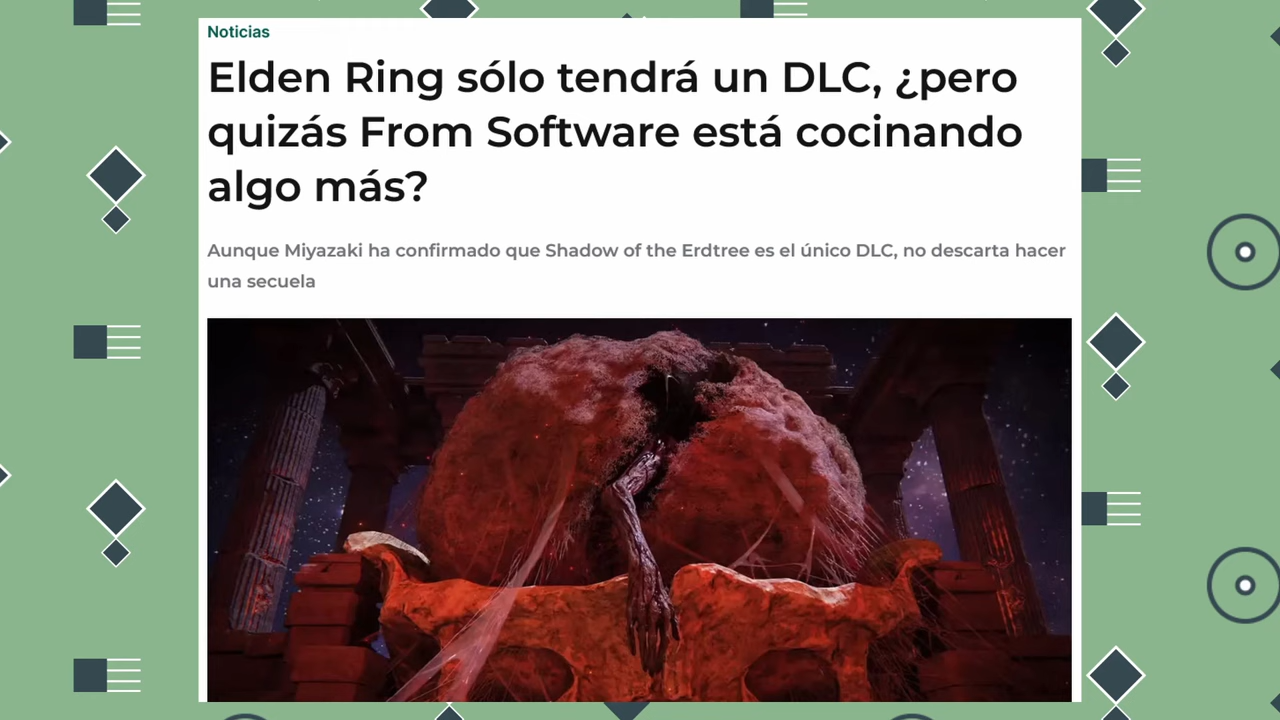 Noticias
Elden Ring sólo tendrá un DLC, ¿pero
quizás From Software está cocinando
algo más?
Aunque Miyazaki ha confirmado que Shadow of the Erdtree es el único DLC, no descarta hacer
una secuela